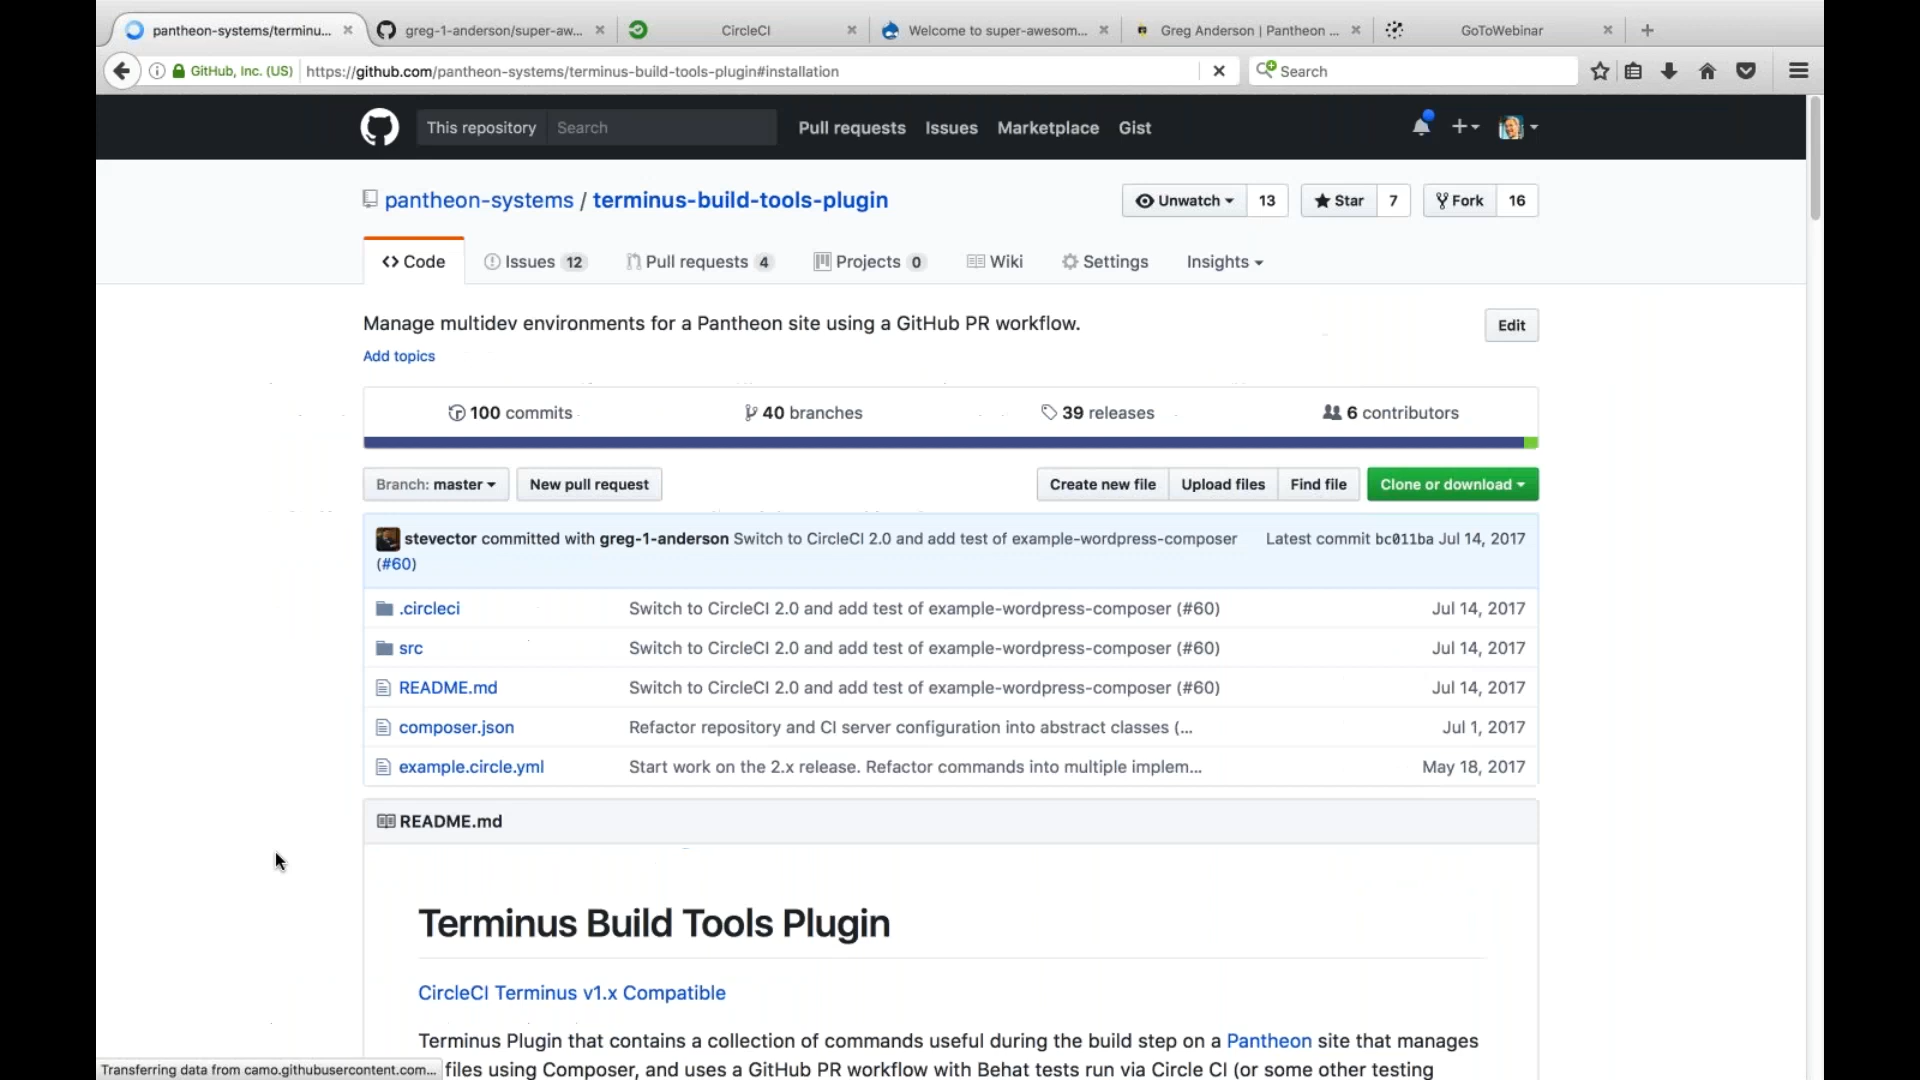 pantheon-systems/terminu... greg-1-anderson/super-aw... CircleCI Welcome to super-awesom... Greg Anderson | Pantheon ... GoToWebinar
GitHub, Inc. (US) https://github.com/pantheon-systems/terminus-build-tools-plugin#installation Search
This repository Search Pull requests Issues Marketplace Gist
pantheon-systems / terminus-build-tools-plugin Unwatch 13 Star 7 Fork 16
Code Issues 12 Pull requests 4 Projects 0 Wiki Settings Insights
Manage multidev environments for a Pantheon site using a GitHub PR workflow. Edit
Add topics
100 commits 40 branches 39 releases 6 contributors
Branch: master New pull request Create new file Upload files Find file Clone or download
stevector committed with greg-1-anderson Switch to CircleCI 2.0 and add test of example-wordpress-composer Latest commit bc011ba Jul 14, 2017
(#60)
.circleci Switch to CircleCI 2.0 and add test of example-wordpress-composer (#60) Jul 14, 2017
src Switch to CircleCI 2.0 and add test of example-wordpress-composer (#60) Jul 14, 2017
README.md Switch to CircleCI 2.0 and add test of example-wordpress-composer (#60) Jul 14, 2017
composer.json Refactor repository and CI server configuration into abstract classes (... Jul 1, 2017
example.circle.yml Start work on the 2.x release. Refactor commands into multiple implem... May 18, 2017
README.md
Terminus Build Tools Plugin
CircleCI Terminus v1.x Compatible
Terminus Plugin that contains a collection of commands useful during the build step on a Pantheon site that manages
files using Composer, and uses a GitHub PR workflow with Behat tests run via Circle CI (or some other testing
Transferring data from camo.githubusercontent.com...